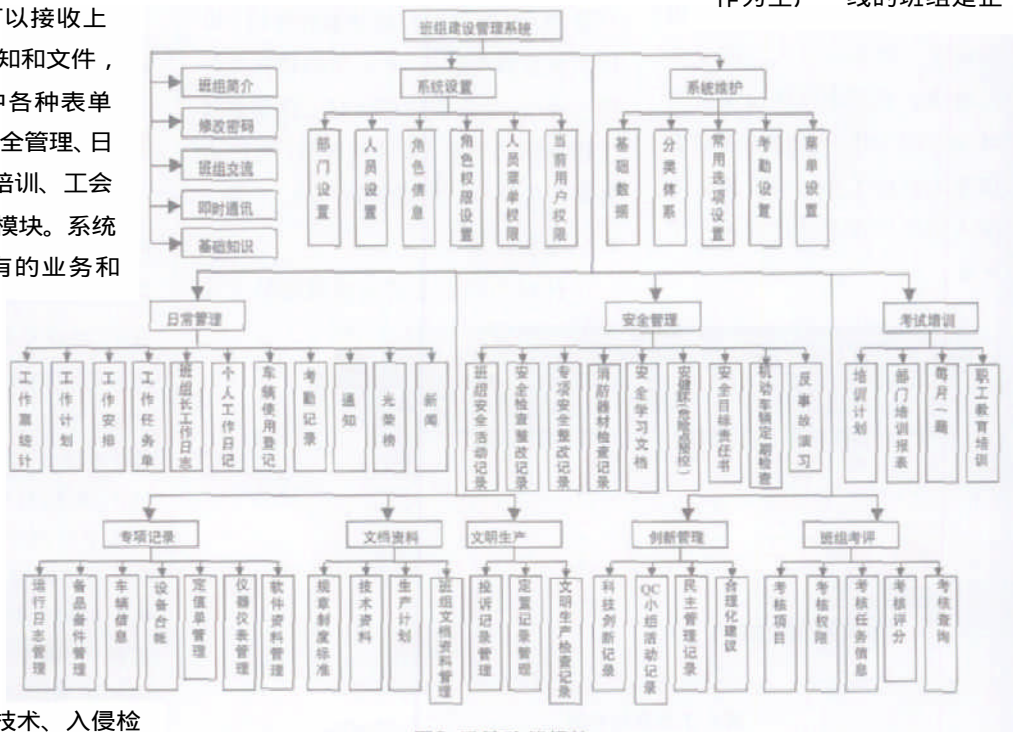 可以接收上
知和文件，
中各种表单
全管理、日
培训、工会
模块。系统
有的业务和
作为生产一线的班组是企
班组建设管理系统
班组简介
修改密码
班组交流
即时通讯
基础知识
系统设置
系统维护
部门设置
人员设置
角色信息
角色权限设置
人员菜单权限
当前用户权限
基础数据
分类体系
常用选项设置
考勤设置
菜单设置
日常管理
安全管理
考试培训
工作票统计
工作计划
工作安排
工作任务单
班组长工作日志
个人工作日记
车辆使用登记
考勤记录
通知
光荣榜
新闻
班组安全活动记录
安全检查整改记录
专项安全整改记录
消防器材检查记录
安全学习文档
安全目标责任书
机动车辆定期检查
反事故演习
培训计划
部门培训报表
每月一题
职工教育培训
专项记录
文档资料
文明生产
创新管理
班组考评
运行日志管理
备品备件管理
车辆信息
设备台帐
定值单管理
仪器仪表管理
软件资料管理
规章制度标准
技术资料
生产计划
班组文档资料管理
投诉记录管理
定置记录管理
文明生产检查记录
科技创新记录
QC小组活动记录
民主管理记录
合理化建议
考核项目
考核权限
考核任务信息
考核评分
考核查询
技术、入侵检